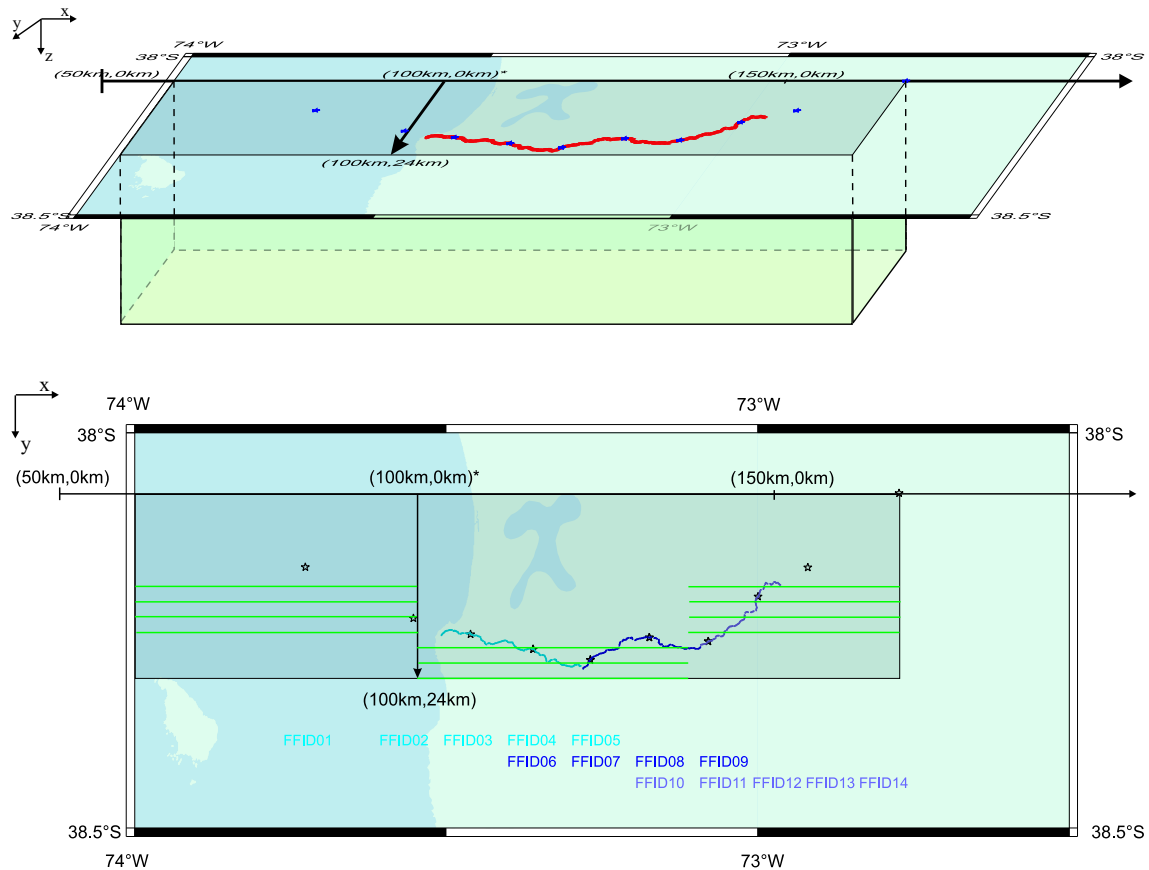 x
y
z
74°W
73°W
38°S
38°S
(50km,0km)
(100km,0km)*
(150km,0km)
(100km,24km)
38.5°S
38.5°S
74°W
73°W
x
y
74°W
73°W
38°S
38°S
(50km,0km)
(100km,0km)*
(150km,0km)
(100km,24km)
FFID01 FFID02 FFID03 FFID04 FFID05
FFID06 FFID07 FFID08 FFID09
FFID10 FFID11 FFID12 FFID13 FFID14
38.5°S
38.5°S
74°W
73°W